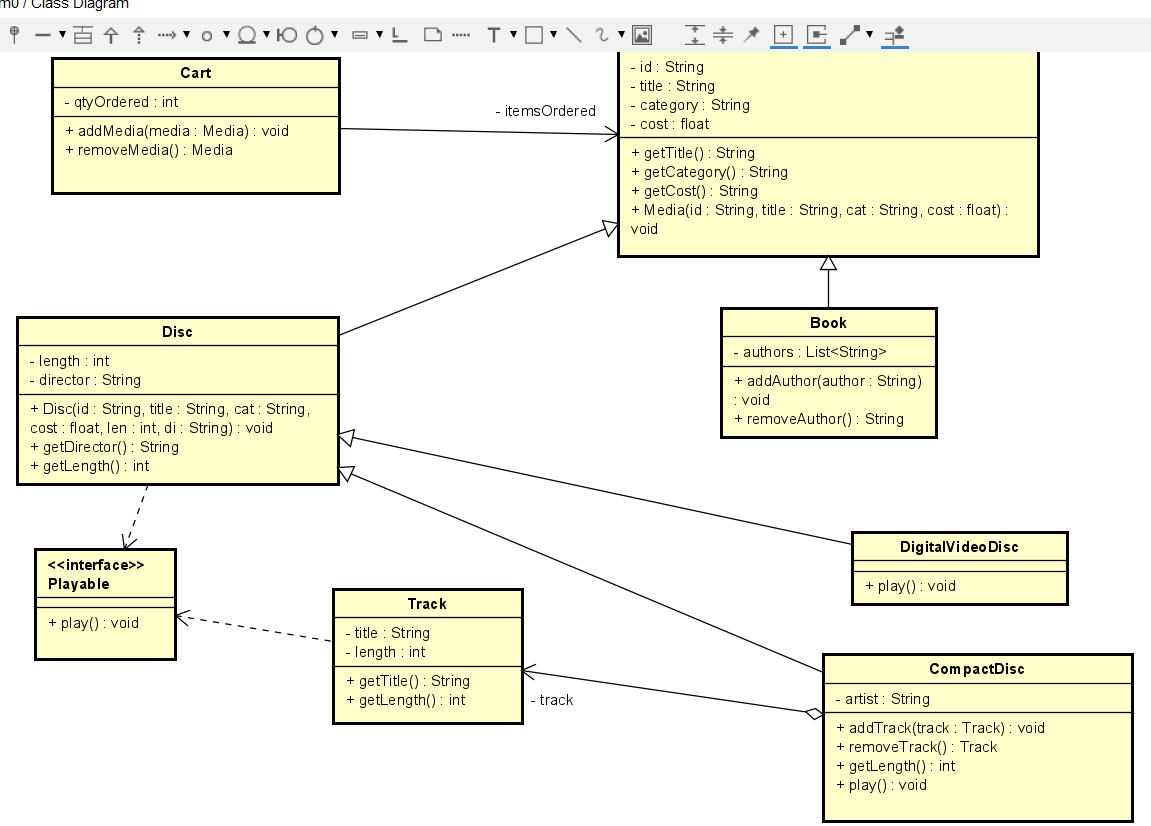 m0 / Class Diagram
Cart
- qtyOrdered : int
+ addMedia(media : Media) : void
+ removeMedia() : Media
- itemsOrdered
- id : String
- title : String
- category : String
- cost : float
+ getTitle() : String
+ getCategory() : String
+ getCost() : String
+ Media(id : String, title : String, cat : String, cost : float) :
void
Disc
- length : int
- director : String
+ Disc(id : String, title : String, cat : String,
cost : float, len : int, di : String) : void
+ getDirector() : String
+ getLength() : int
Book
- authors : List<String>
+ addAuthor(author : String)
: void
+ removeAuthor() : String
<<interface>>
Playable
+ play() : void
Track
- title : String
- length : int
+ getTitle() : String
+ getLength() : int
- track
DigitalVideoDisc
+ play() : void
CompactDisc
- artist : String
+ addTrack(track : Track) : void
+ removeTrack() : Track
+ getLength() : int
+ play() : void